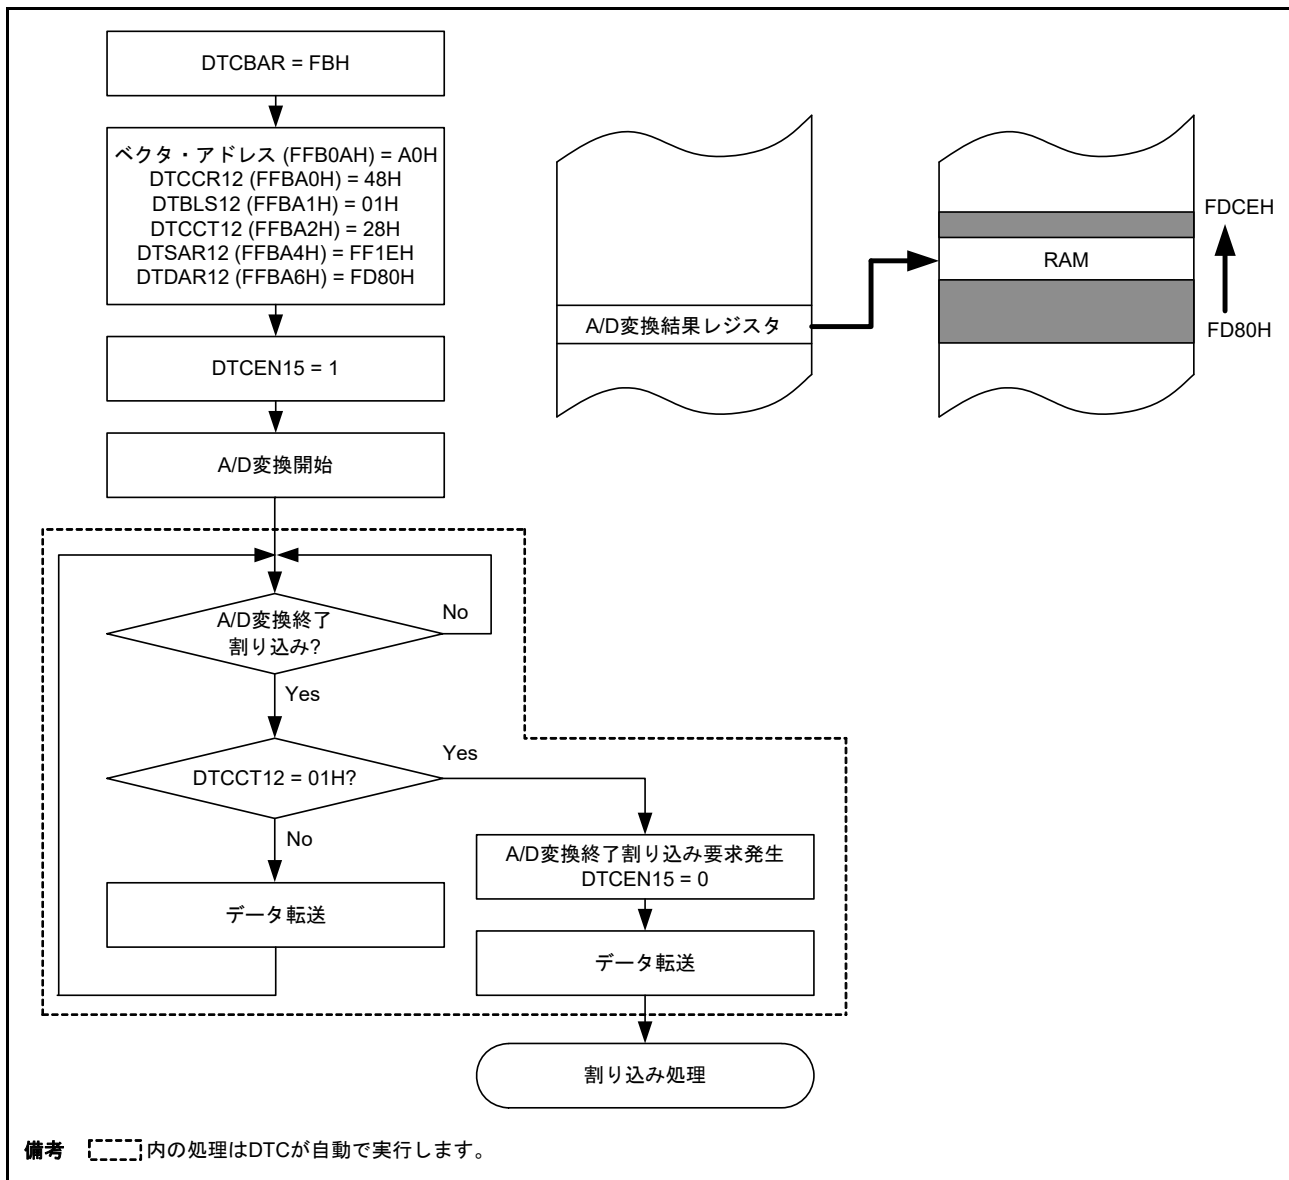 DTCBAR = FBH
ベクタ・アドレス (FFB0AH) = A0H
DTCCR12 (FFBA0H) = 48H
DTBLS12 (FFBA1H) = 01H
DTCCT12 (FFBA2H) = 28H
DTSAR12 (FFBA4H) = FF1EH
DTDAR12 (FFBA6H) = FD80H
DTCEN15 = 1
A/D変換開始
A/D変換終了
割り込み?
No
Yes
DTCCT12 = 01H?
Yes
No
データ転送
A/D変換終了割り込み要求発生
DTCEN15 = 0
データ転送
割り込み処理
A/D変換結果レジスタ
RAM
FDCEH
FD80H
備考 内の処理はDTCが自動で実行します。